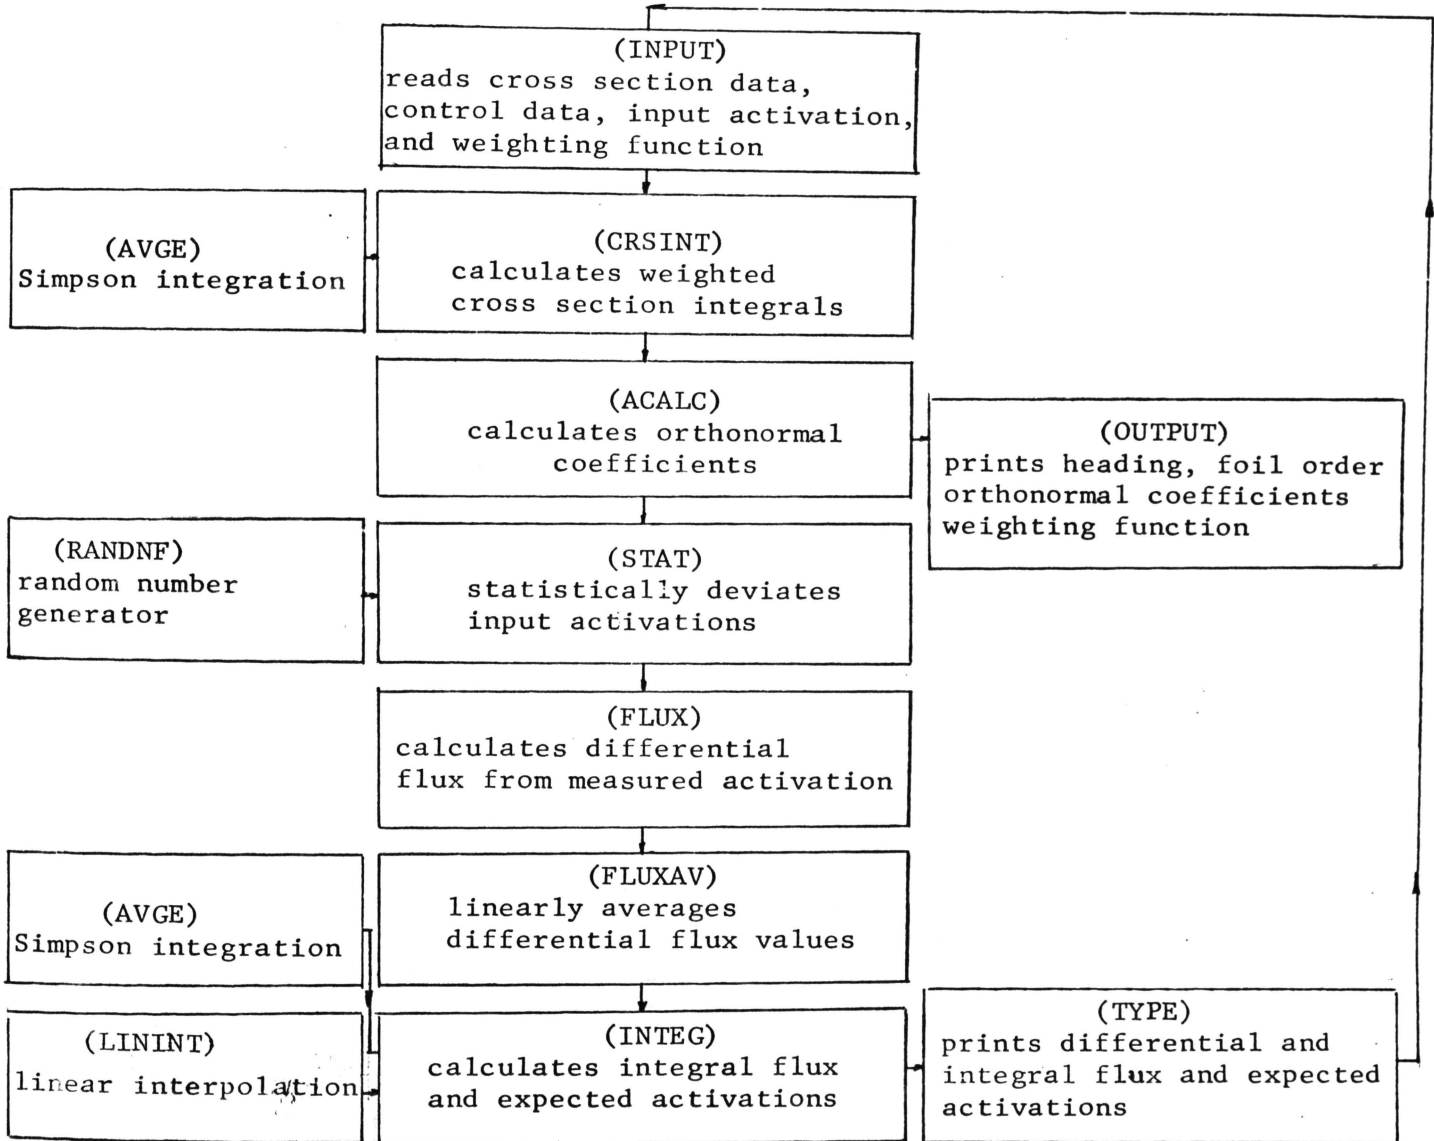 (INPUT)
reads cross section data,
control data, input activation,
and weighting function
(AVGE)
Simpson integration
(CRSINT)
calculates weighted
cross section integrals
(ACALC)
calculates orthonormal
coefficients
(OUTPUT)
prints heading, foil order
orthonormal coefficients
weighting function
(RANDNF)
random number
generator
(STAT)
statistically deviates
input activations
(FLUX)
calculates differential
flux from measured activation
(AVGE)
Simpson integration
(FLUXAV)
linearly averages
differential flux values
(LININT)
linear interpolation
(INTEG)
calculates integral flux
and expected activations
(TYPE)
prints differential and
integral flux and expected
activations